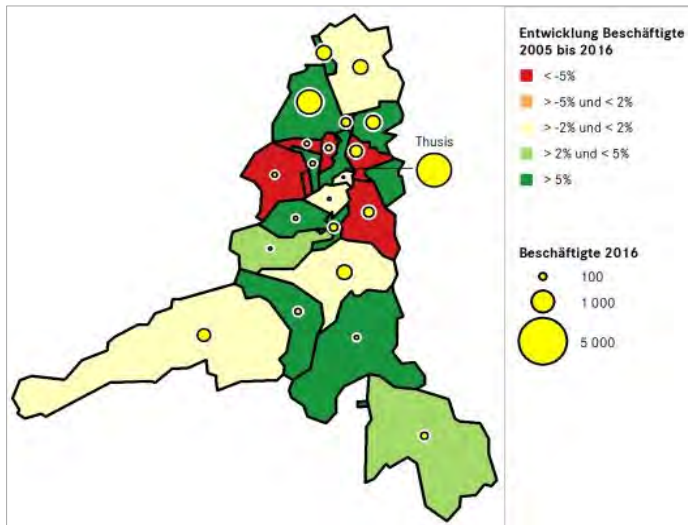 Thusis
Entwicklung Beschäftigte
2005 bis 2016
< -5%
> -5% und < 2%
> -2% und < 2%
> 2% und < 5%
> 5%
Beschäftigte 2016
100
1 000
5 000